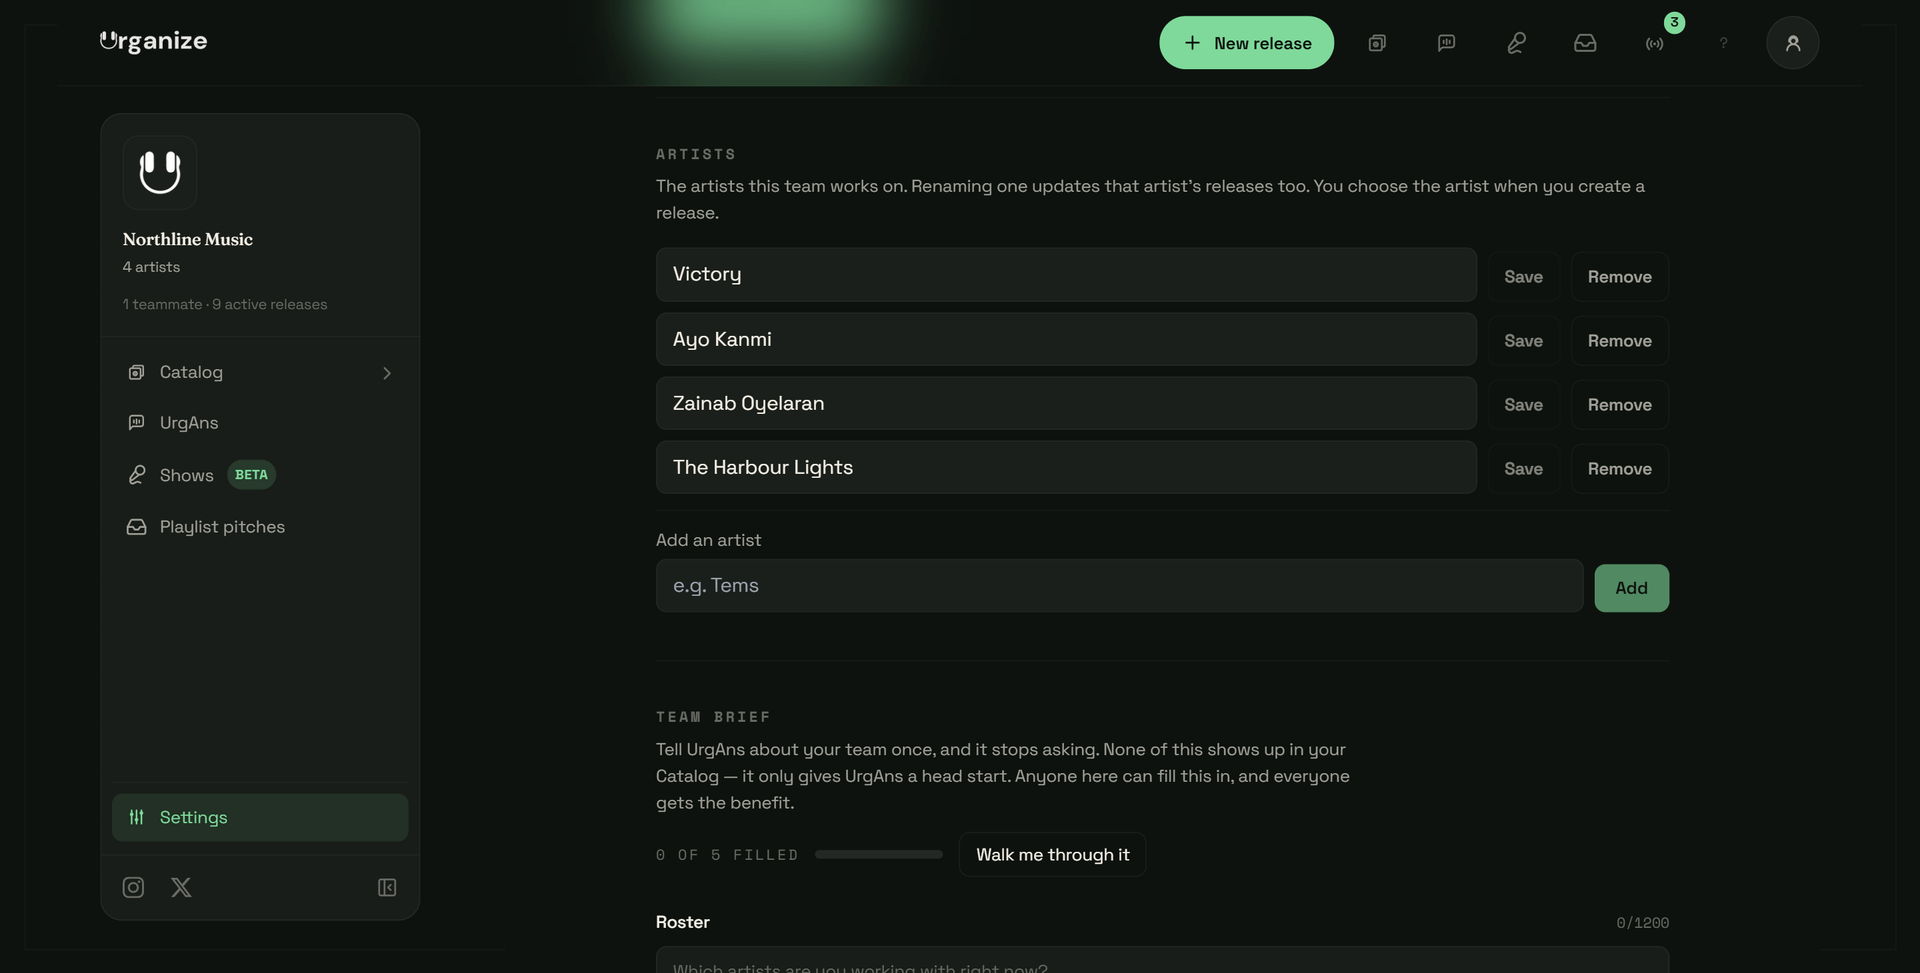 Urganize
New release
3
?
Northline Music
4 artists
1 teammate · 9 active releases
Catalog
UrgAns
Shows BETA
Playlist pitches
Settings
ARTISTS
The artists this team works on. Renaming one updates that artist's releases too. You choose the artist when you create a
release.
Victory Save Remove
Ayo Kanmi Save Remove
Zainab Oyelaran Save Remove
The Harbour Lights Save Remove
Add an artist
e.g. Tems Add
TEAM BRIEF
Tell UrgAns about your team once, and it stops asking. None of this shows up in your
Catalog — it only gives UrgAns a head start. Anyone here can fill this in, and everyone
gets the benefit.
0 OF 5 FILLED Walk me through it
Roster 0/1200
Which artists are you working with right now?